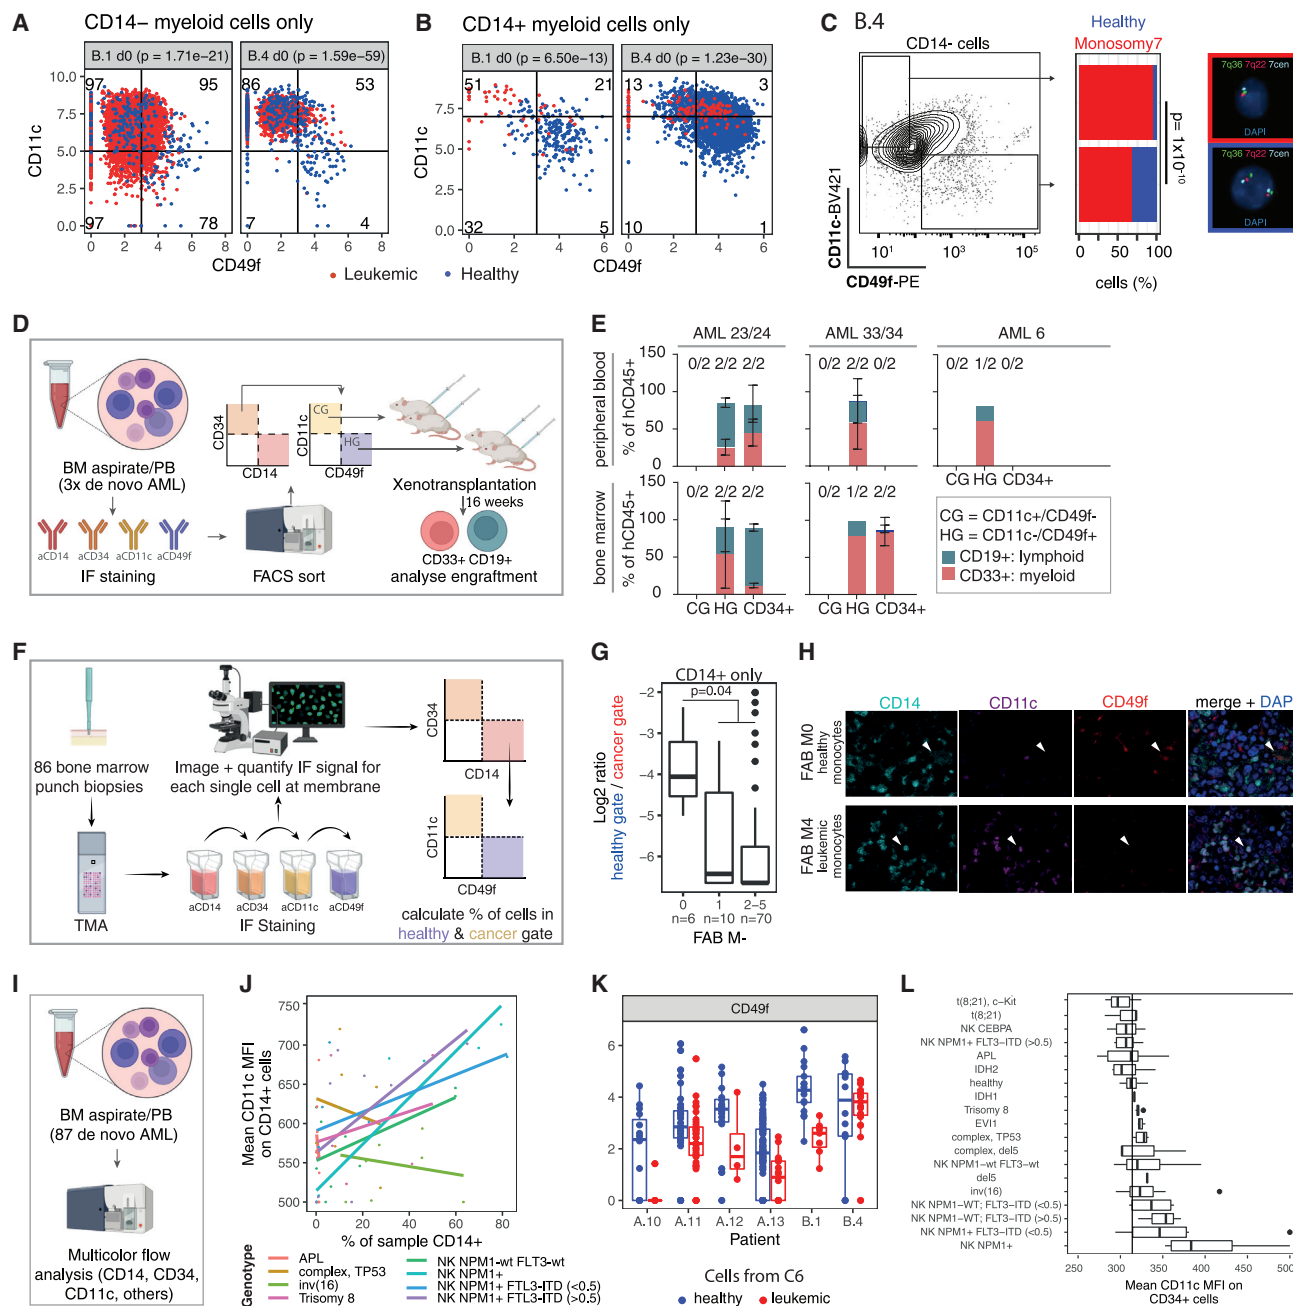 A
CD14− myeloid cells only
B.1 d0 (p = 1.71e−21)
B.4 d0 (p = 1.59e−59)
10.0
7.5
5.0
2.5
0.0
CD11c
97
95
97
78
86
53
7
4
0 2 4 6 8
0 2 4 6 8
CD49f
Leukemic
Healthy
B
CD14+ myeloid cells only
B.1 d0 (p = 6.50e−13)
B.4 d0 (p = 1.23e−30)
10.0
7.5
5.0
2.5
0.0
CD11c
51
21
32
5
13
3
10
1
0 2 4 6
0 2 4 6
CD49f
C
B.4
CD14- cells
CD11c-BV421
10¹ 10³ 10⁵
CD49f-PE
Healthy
Monosomy7
0 50 100
cells (%)
p= 1x10⁻¹⁰
7q36 7q22 7cen
DAPI
7q36 7q22 7cen
DAPI
D
BM aspirate/PB
(3x de novo AML)
aCD14 aCD34 aCD11c aCD49f
IF staining
CD34
CD14
CD11c
CG
HG
CD49f
FACS sort
Xenotransplantation
16 weeks
CD33+ CD19+
analyse engraftment
E
AML 23/24
AML 33/34
AML 6
peripheral blood
% of hCD45+
150
100
50
0
0/2 2/2 2/2
0/2 2/2 0/2
0/2 1/2 0/2
CG HG CD34+
bone marrow
% of hCD45+
150
100
50
0
0/2 2/2 2/2
0/2 1/2 2/2
CG HG CD34+
CG HG CD34+
CG = CD11c+/CD49f-
HG = CD11c-/CD49f+
CD19+: lymphoid
CD33+: myeloid
F
86 bone marrow
punch biopsies
TMA
Image + quantify IF signal for
each single cell at membrane
aCD14 aCD34 aCD11c aCD49f
IF Staining
CD34
CD14
CD11c
CD49f
calculate % of cells in
healthy & cancer gate
G
CD14+ only
p=0.04
Log2 ratio
healthy gate / cancer gate
−2
−3
−4
−5
−6
0 1 2−5
n=6 n=10 n=70
FAB M-
H
CD14
CD11c
CD49f
merge + DAP
FAB M0
healthy
monocytes
FAB M4
leukemic
monocytes
I
BM aspirate/PB
(87 de novo AML)
Multicolor flow
analysis (CD14, CD34,
CD11c, others)
J
Mean CD11c MFI
on CD14+ cells
750
700
650
600
550
500
0 20 40 60 80
% of sample CD14+
Genotype
APL
complex, TP53
inv(16)
Trisomy 8
NK NPM1−wt FLT3−wt
NK NPM1+
NK NPM1+ FTL3-ITD (<0.5)
NK NPM1+ FLT3-ITD (>0.5)
K
CD49f
6
4
2
0
A.10 A.11 A.12 A.13 B.1 B.4
Patient
Cells from C6
healthy
leukemic
L
t(8;21), c-Kit
t(8;21)
NK CEBPA
NK NPM1+ FLT3-ITD (>0.5)
APL
IDH2
healthy
IDH1
Trisomy 8
EVI1
complex, TP53
complex, del5
NK NPM1−wt FLT3−wt
del5
inv(16)
NK NPM1-WT; FLT3-ITD (<0.5)
NK NPM1-WT; FLT3-ITD (>0.5)
NK NPM1+ FLT3-ITD (<0.5)
NK NPM1+
250 300 350 400 450 500
Mean CD11c MFI on
CD34+ cells